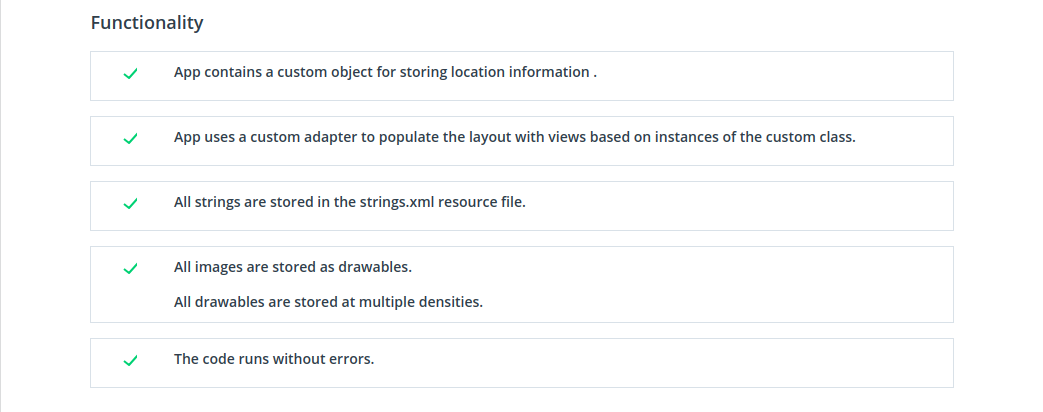 Functionality
App contains a custom object for storing location information .
App uses a custom adapter to populate the layout with views based on instances of the custom class.
All strings are stored in the strings.xml resource file.
All images are stored as drawables.
All drawables are stored at multiple densities.
The code runs without errors.